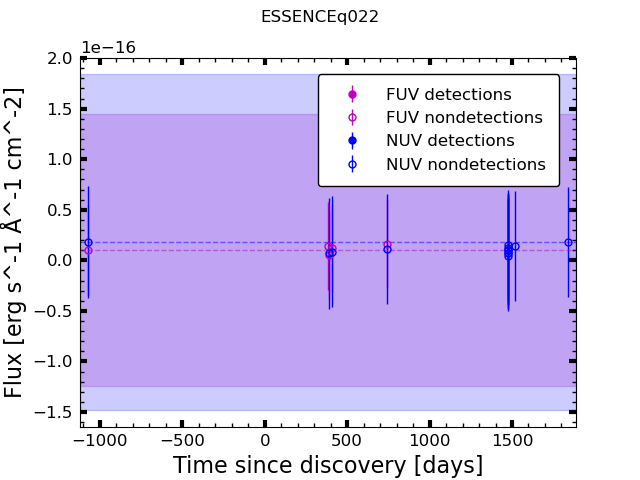 ESSENCEq022
1e−16
2.0
1.5
1.0
0.5
0.0
−0.5
−1.0
−1.5
Flux [erg s^-1 Å^-1 cm^-2]
FUV detections
FUV nondetections
NUV detections
NUV nondetections
−1000 −500 0 500 1000 1500
Time since discovery [days]